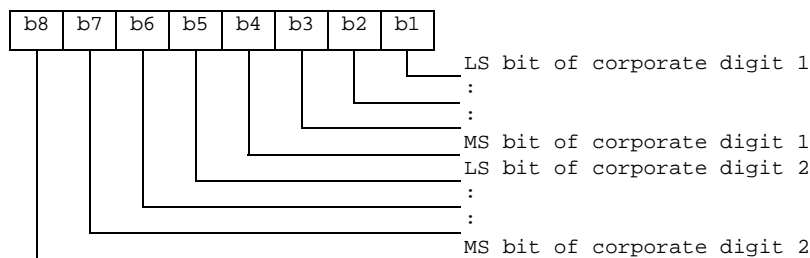 b8 b7 b6 b5 b4 b3 b2 b1
LS bit of corporate digit 1
:
:
MS bit of corporate digit 1
LS bit of corporate digit 2
:
:
MS bit of corporate digit 2